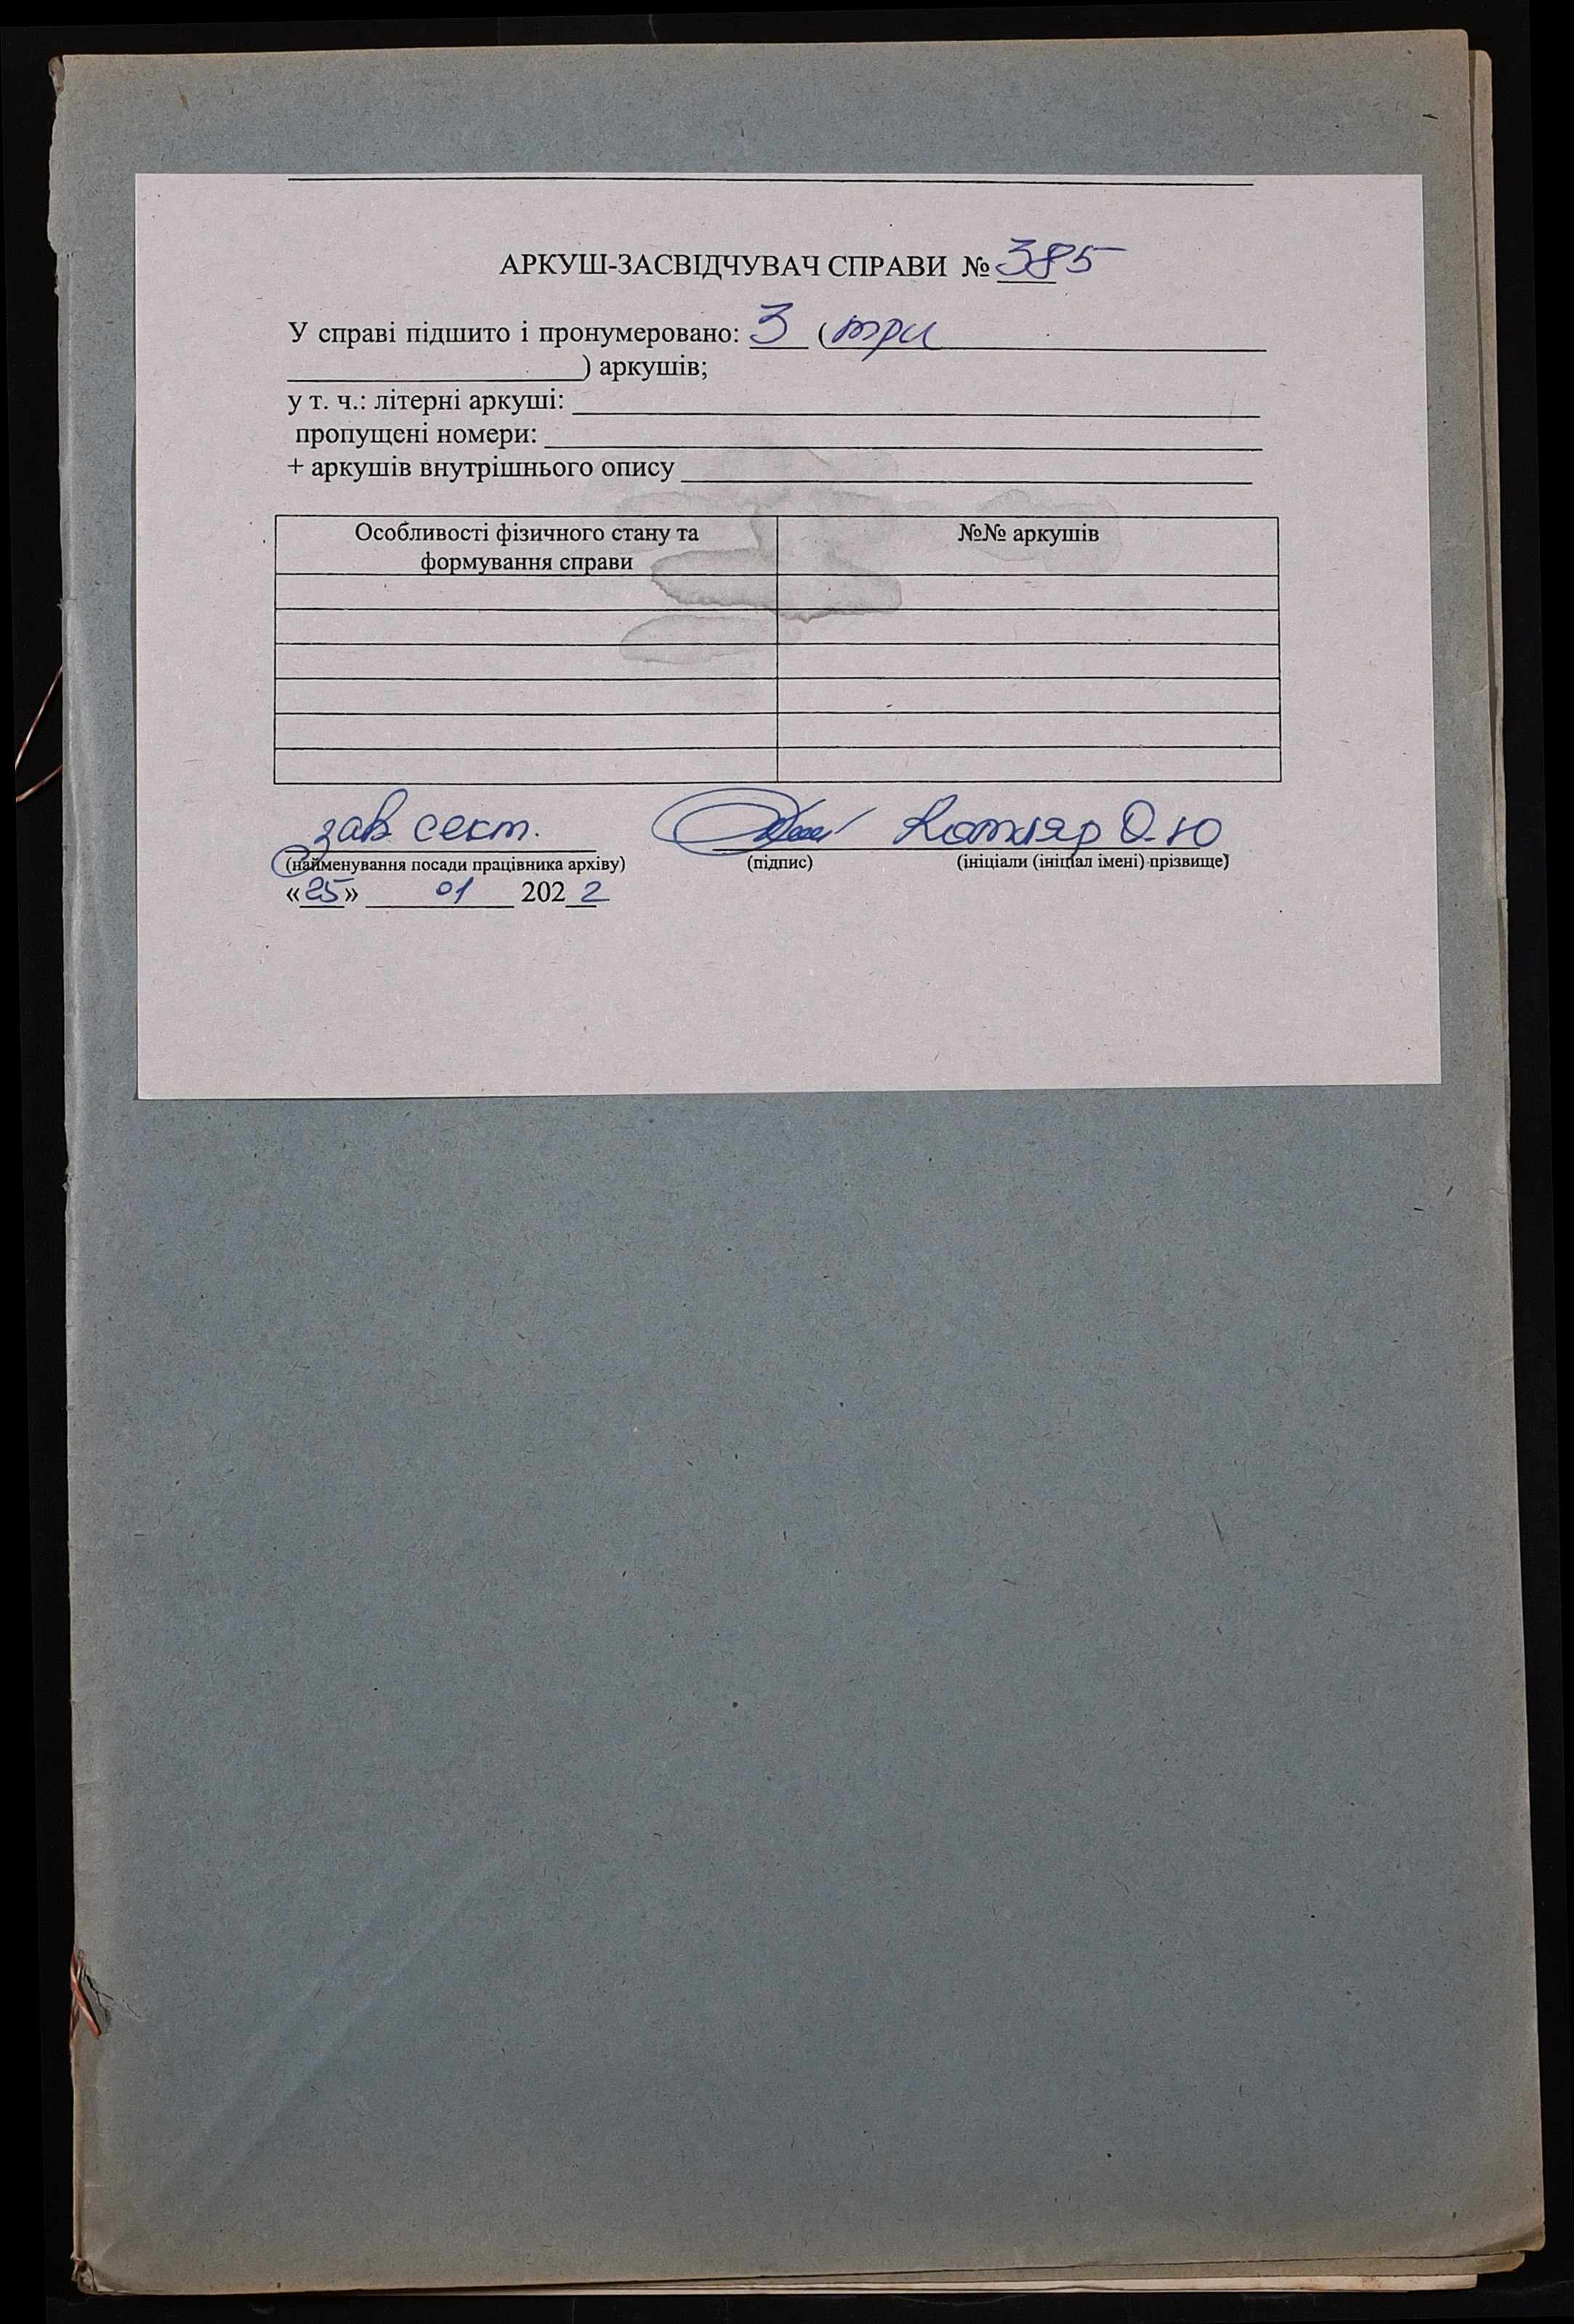 АРКУШ-ЗАСВІДЧУВАЧ СПРАВИ № 385
У справі підшито і пронумеровано: 3 (три
) аркушів;
у т. ч.: літерні аркуші:
пропущені номери:
+ аркушів внутрішнього опису
Особливості фізичного стану та формування справи №№ аркушів
зав сект. Котляр О.Ю
(найменування посади працівника архіву) (підпис) (ініціали (ініціал імені) прізвище)
«25» 01 2022